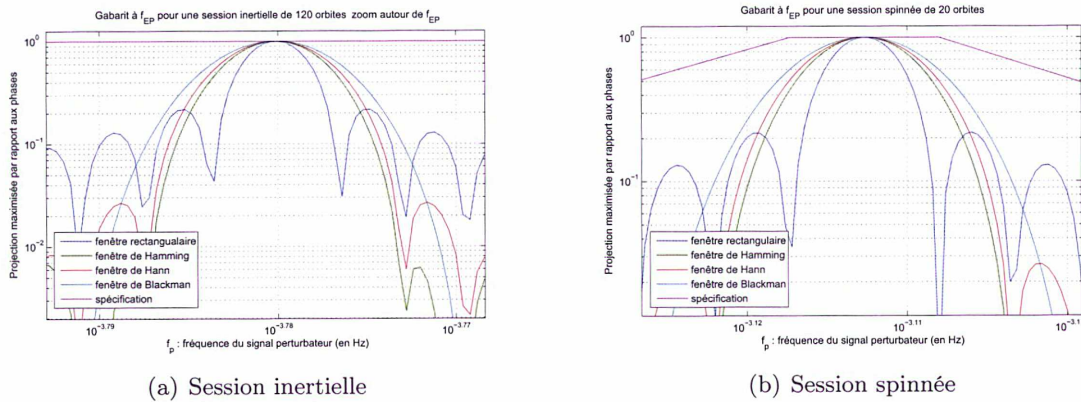 Gabarit à f_EP pour une session inertielle de 120 orbites zoom autour de f_EP
Projection maximisée par rapport aux phases
10^0
10^-1
10^-2
fenêtre rectangualaire
fenêtre de Hamming
fenêtre de Hann
fenêtre de Blackman
spécification
10^-3.79
10^-3.78
10^-3.77
f_p : fréquence du signal perturbateur (en Hz)
(a) Session inertielle
Gabarit à f_EP pour une session spinnée de 20 orbites
Projection maximisée par rapport aux phases
10^0
10^-1
fenêtre rectangulaire
fenêtre de Hamming
fenêtre de Hann
fenêtre de Blackman
spécification
10^-3.12
10^-3.11
10^-3.1
f_p : fréquence du signal perturbateur (en Hz)
(b) Session spinnée